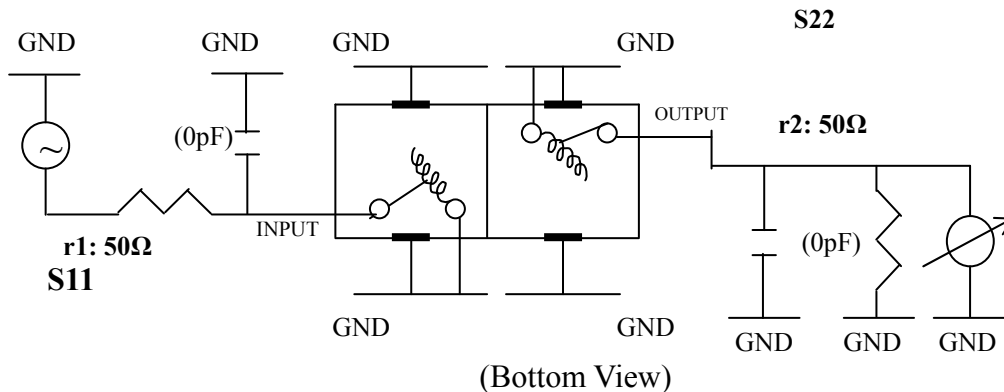 S22
GND
GND
GND
GND
(0pF)
OUTPUT
r2: 50Ω
r1: 50Ω
INPUT
(0pF)
S11
GND
GND
GND
GND
GND
(Bottom View)